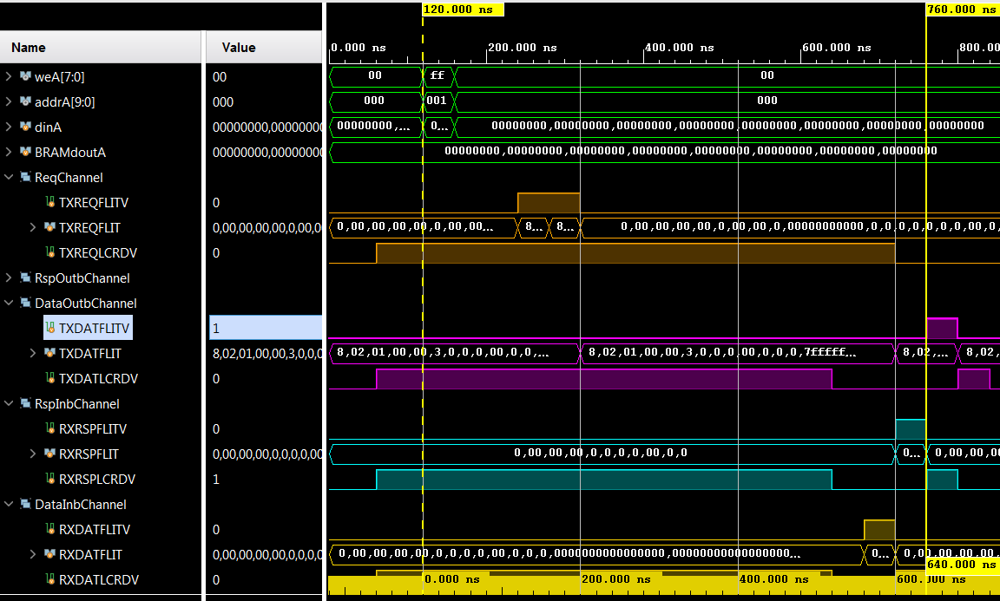 120.000 ns 760.000 ns
Name Value 0.000 ns 200.000 ns 400.000 ns 600.000 ns 800.0
weA[7:0] 00 00 ff 00
addrA[9:0] 000 000 001 000
dinA 00000000,00000000 00000000,... 0... 00000000,00000000,00000000,00000000,00000000,00000000,00000000,00000000
BRAMdoutA 00000000,00000000 00000000,00000000,00000000,00000000,00000000,00000000,00000000,00000000
ReqChannel
TXREQFLITV 0
TXREQFLIT 0,00,00,00,00,0,00,00 0,00,00,00,00,0,00,00... 8... 8... 0,00,00,00,00,0,00,00,0,00000000000,0,0,0,0,0,0,00,0
TXREQLCRDV 0
RspOutbChannel
DataOutbChannel
TXDATFLITV 1
TXDATFLIT 8,02,01,00,00,3,0,0,0 8,02,01,00,00,3,0,0,0,00,0,0,... 8,02,01,00,00,3,0,0,0,00,0,0,0,7fffff... 8,02,... 8,02,
TXDATLCRDV 0
RspInbChannel
RXRSPFLITV 0
RXRSPFLIT 0,00,00,00,0,0,0,0,00 0,00,00,00,0,0,0,0,00,0,0 0... 0,00,00,00
RXRSPLCRDV 1
DataInbChannel
RXDATFLITV 0
RXDATFLIT 0,00,00,00,00,0,0,0,0 0,00,00,00,00,0,0,0,0,00,0,0,0,0000000000000000,0000000000000000... 0... 0,00,00,00,00,
640.000 ns
RXDATLCRDV 0 0.000 ns 200.000 ns 400.000 ns 600.000 ns